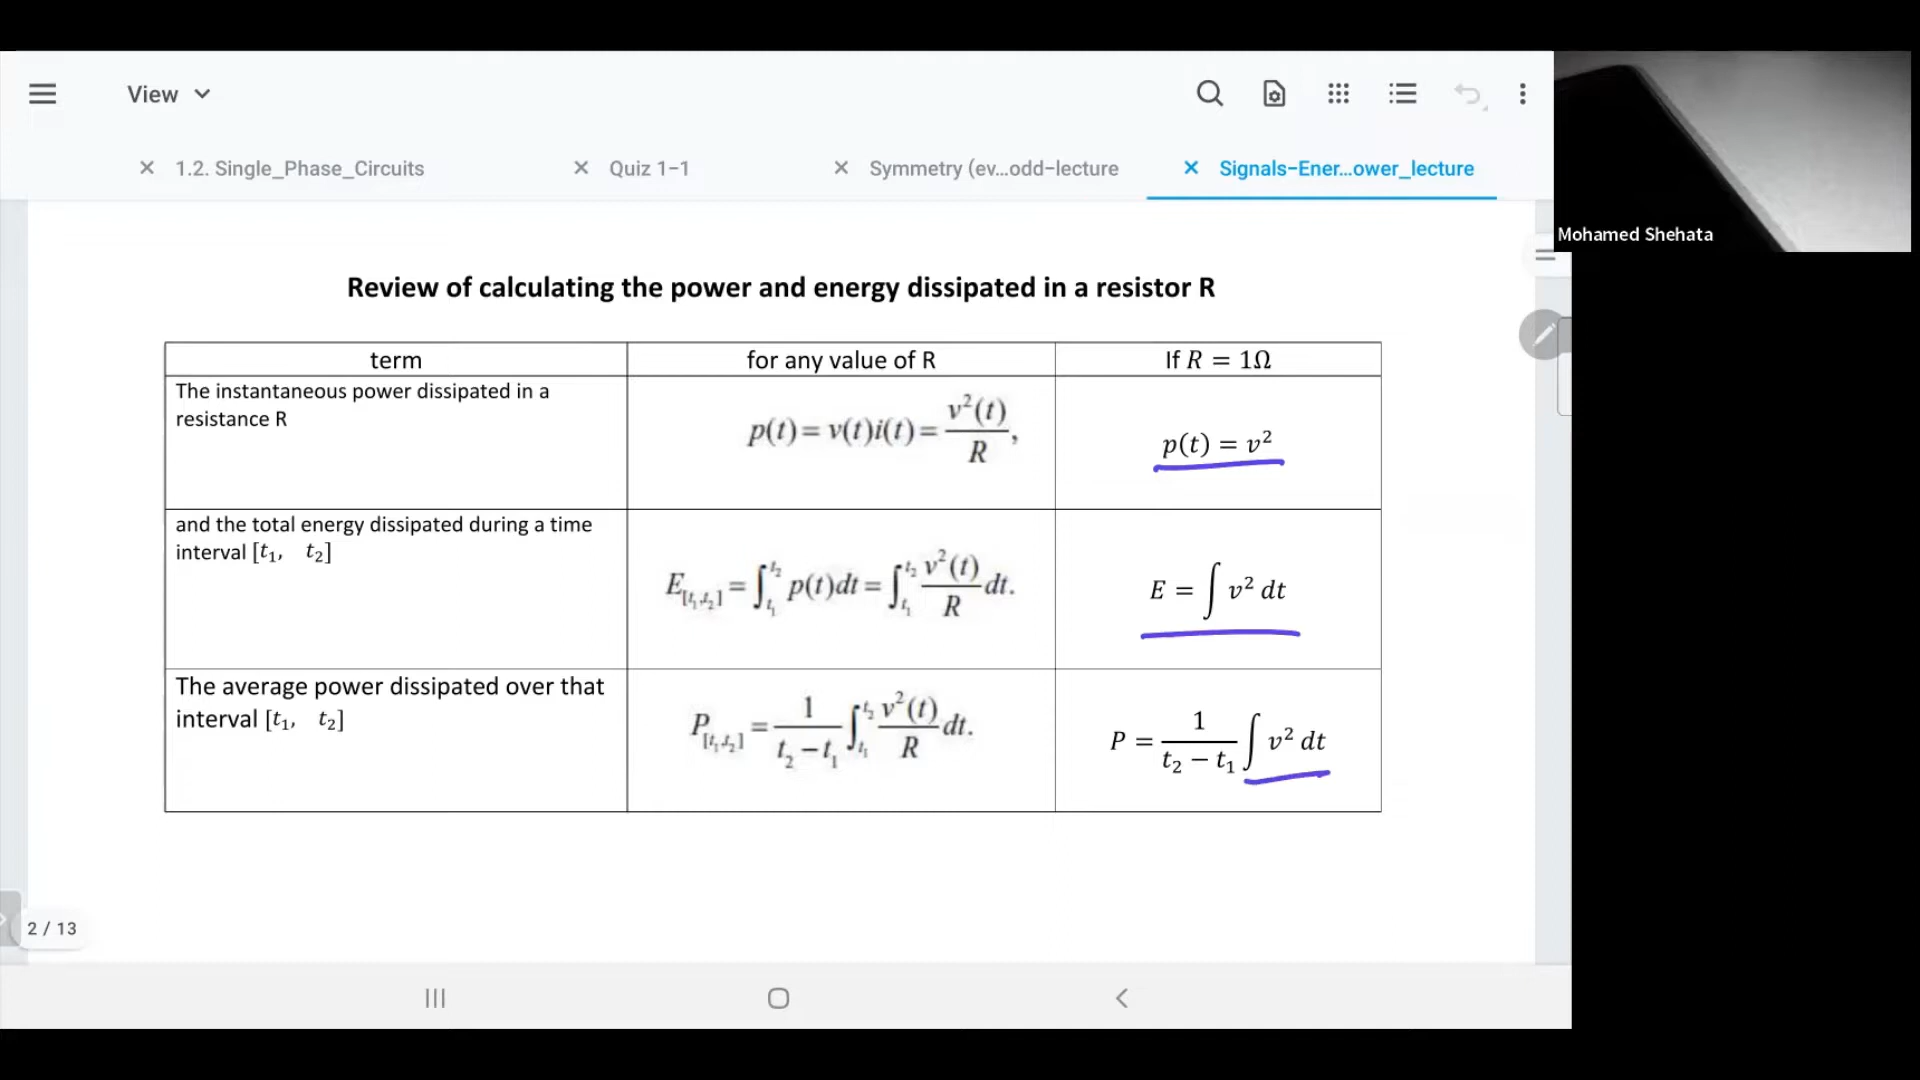 View
1.2. Single_Phase_Circuits
Quiz 1-1
Symmetry (ev...odd-lecture
Signals-Ener...ower_lecture
Mohamed Shehata
Review of calculating the power and energy dissipated in a resistor R
term
for any value of R
If R = 1Ω
The instantaneous power dissipated in a
resistance R
p(t) = v(t)i(t) = v²(t)/R,
p(t) = v²
and the total energy dissipated during a time
interval [t₁, t₂]
E[t₁,t₂] = ∫_{t₁}^{t₂} p(t)dt = ∫_{t₁}^{t₂} v²(t)/R dt.
E = ∫ v² dt
The average power dissipated over that
interval [t₁, t₂]
P[t₁,t₂] = 1/(t₂ − t₁) ∫_{t₁}^{t₂} v²(t)/R dt.
P = 1/(t₂ − t₁) ∫ v² dt
2 / 13